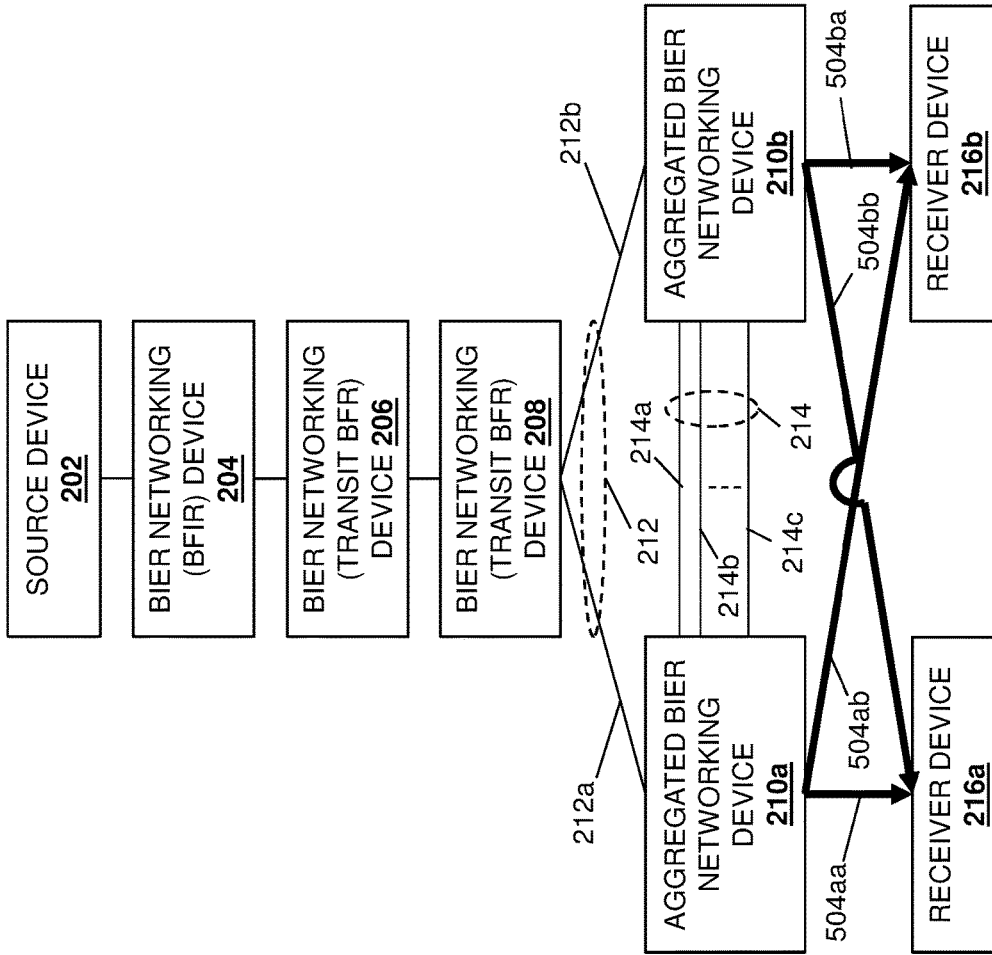 SOURCE DEVICE
202
BIER NETWORKING
(BFIR) DEVICE
204
BIER NETWORKING
(TRANSIT BFR)
DEVICE 206
BIER NETWORKING
(TRANSIT BFR)
DEVICE 208
212a
212
212b
AGGREGATED BIER
NETWORKING
DEVICE
210a
214a
214b
214
214c
AGGREGATED BIER
NETWORKING
DEVICE
210b
504aa
504ab
504bb
504ba
RECEIVER DEVICE
216a
RECEIVER DEVICE
216b